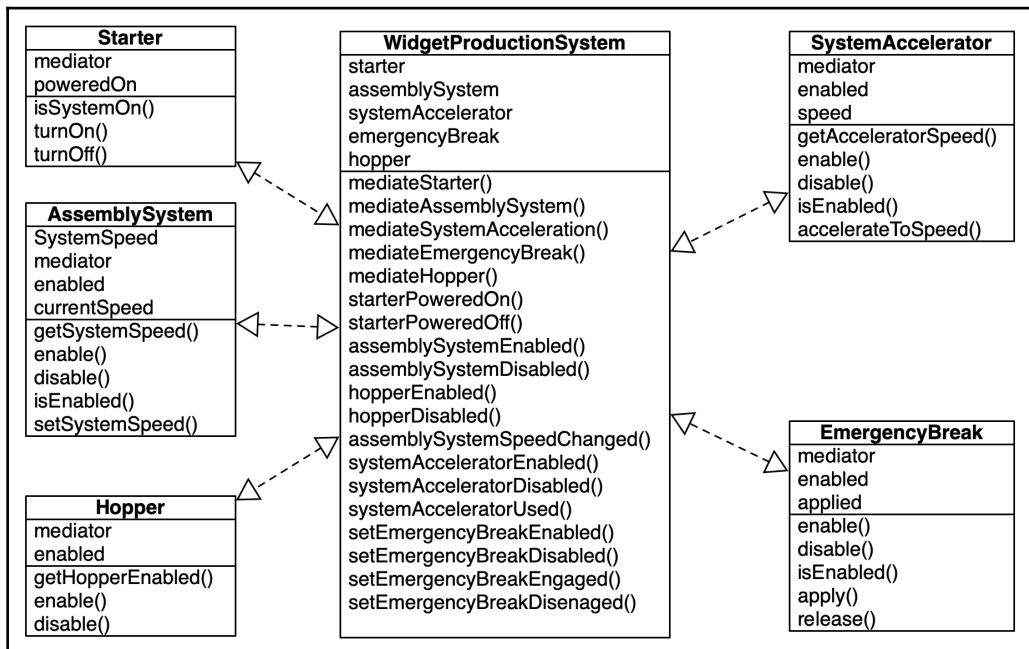 Starter
mediator
poweredOn
isSystemOn()
turnOn()
turnOff()
AssemblySystem
SystemSpeed
mediator
enabled
currentSpeed
getSystemSpeed()
enable()
disable()
isEnabled()
setSystemSpeed()
Hopper
mediator
enabled
getHopperEnabled()
enable()
disable()
WidgetProductionSystem
starter
assemblySystem
systemAccelerator
emergencyBreak
hopper
mediateStarter()
mediateAssemblySystem()
mediateSystemAcceleration()
mediateEmergencyBreak()
mediateHopper()
starterPoweredOn()
starterPoweredOff()
assemblySystemEnabled()
assemblySystemDisabled()
hopperEnabled()
hopperDisabled()
assemblySystemSpeedChanged()
systemAcceleratorEnabled()
systemAcceleratorDisabled()
systemAcceleratorUsed()
setEmergencyBreakEnabled()
setEmergencyBreakDisabled()
setEmergencyBreakEngaged()
setEmergencyBreakDisenaged()
SystemAccelerator
mediator
enabled
speed
getAcceleratorSpeed()
enable()
disable()
isEnabled()
accelerateToSpeed()
EmergencyBreak
mediator
enabled
applied
enable()
disable()
isEnabled()
apply()
release()